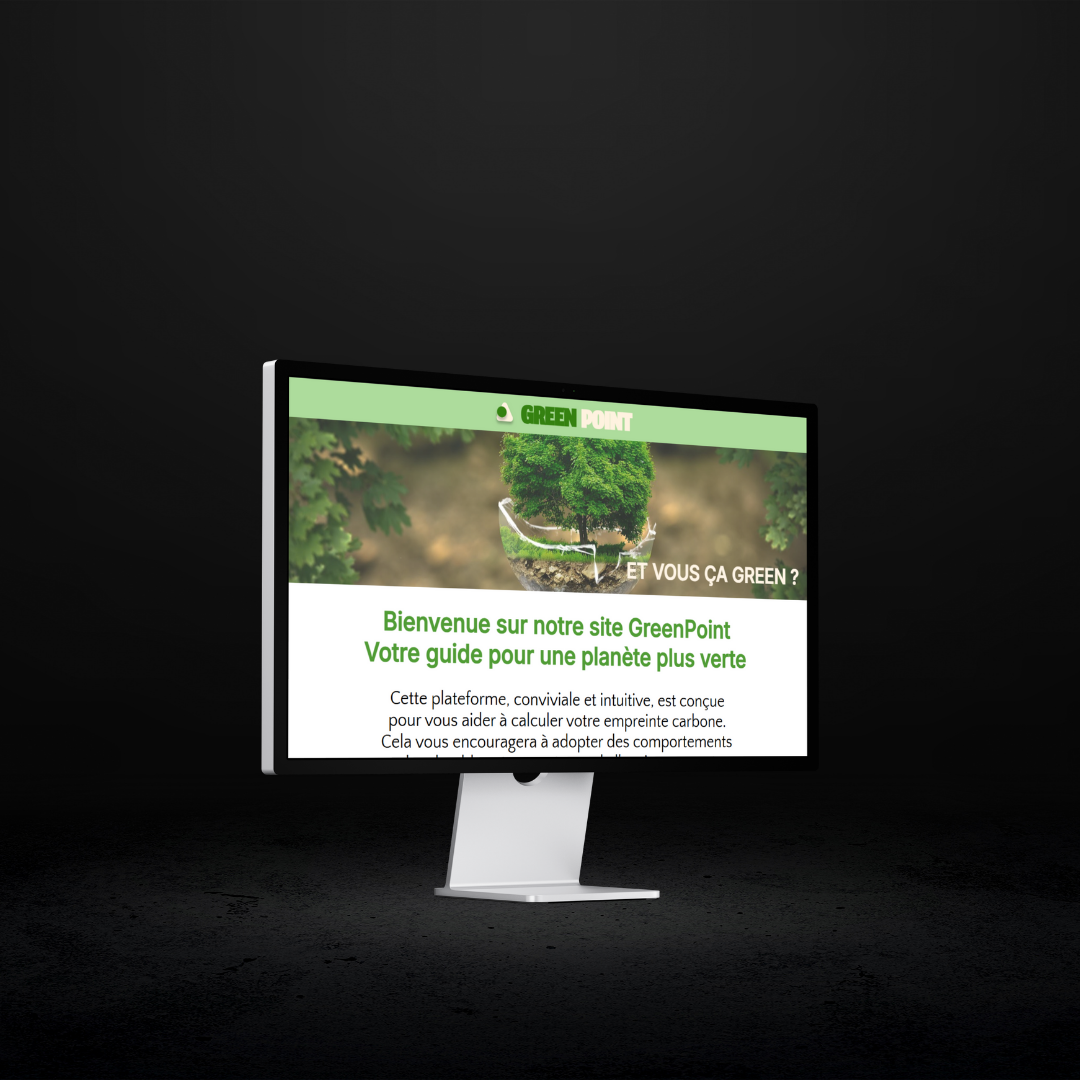 GREEN POINT
ET VOUS ÇA GREEN ?
Bienvenue sur notre site GreenPoint
Votre guide pour une planète plus verte
Cette plateforme, conviviale et intuitive, est conçue
pour vous aider à calculer votre empreinte carbone.
Cela vous encouragera à adopter des comportements